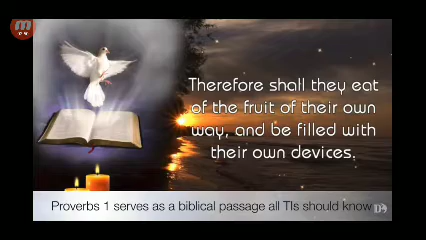 Therefore shall they eat
of the fruit of their own
way, and be filled with
their own devices.
Proverbs 1 serves as a biblical passage all TIs should know